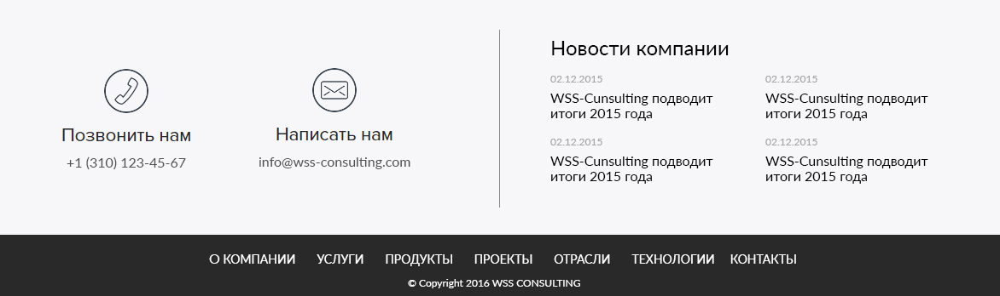 Позвонить нам
+1 (310) 123-45-67
Написать нам
info@wss-consulting.com
Новости компании
02.12.2015
WSS-Cunsulting подводит
итоги 2015 года
02.12.2015
WSS-Cunsulting подводит
итоги 2015 года
02.12.2015
WSS-Cunsulting подводит
итоги 2015 года
02.12.2015
WSS-Cunsulting подводит
итоги 2015 года
О КОМПАНИИ УСЛУГИ ПРОДУКТЫ ПРОЕКТЫ ОТРАСЛИ ТЕХНОЛОГИИ КОНТАКТЫ
© Copyright 2016 WSS CONSULTING